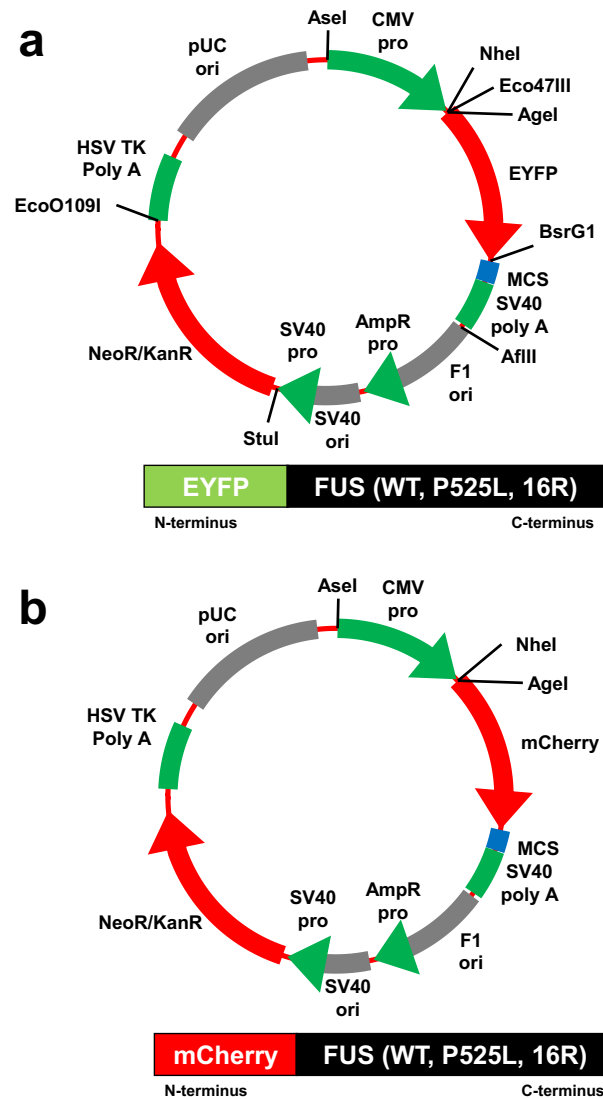 a
AseI
CMV
pro
pUC
ori
NheI
Eco47III
AgeI
HSV TK
Poly A
EcoO109I
EYFP
BsrG1
MCS
SV40
poly A
AflII
F1
ori
AmpR
pro
SV40
pro
SV40
ori
NeoR/KanR
StuI
EYFP
FUS (WT, P525L, 16R)
N-terminus
C-terminus
b
AseI
CMV
pro
pUC
ori
NheI
AgeI
HSV TK
Poly A
mCherry
MCS
SV40
poly A
F1
ori
AmpR
pro
SV40
pro
SV40
ori
NeoR/KanR
mCherry
FUS (WT, P525L, 16R)
N-terminus
C-terminus